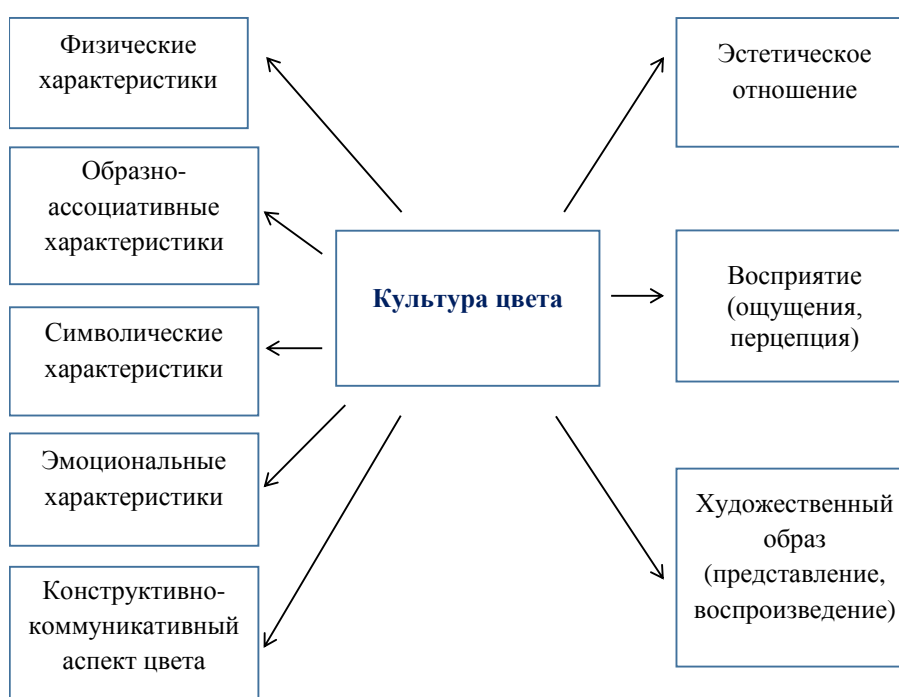 Физические
характеристики
Образно-
ассоциативные
характеристики
Символические
характеристики
Эмоциональные
характеристики
Конструктивно-
коммуникативный
аспект цвета
Культура цвета
Эстетическое
отношение
Восприятие
(ощущения,
перцепция)
Художественный
образ
(представление,
воспроизведение)